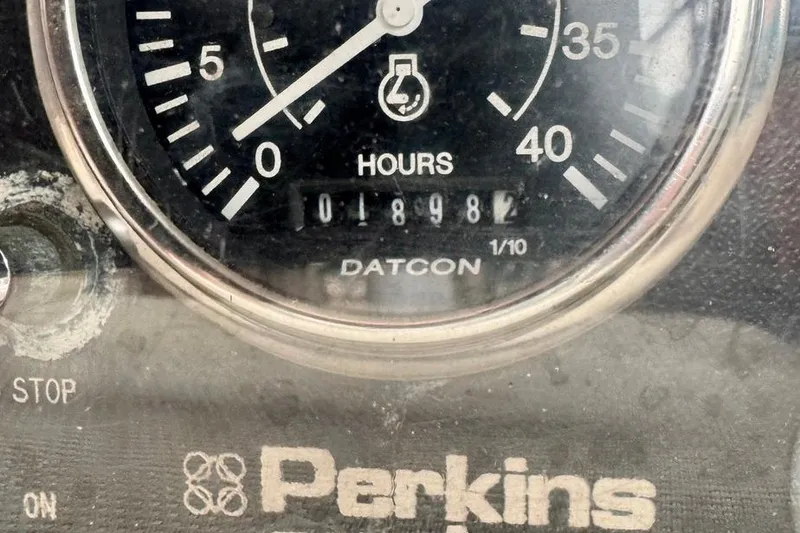 5
35
0
40
HOURS
018982
1/10
DATCON
STOP
ON
Perkins